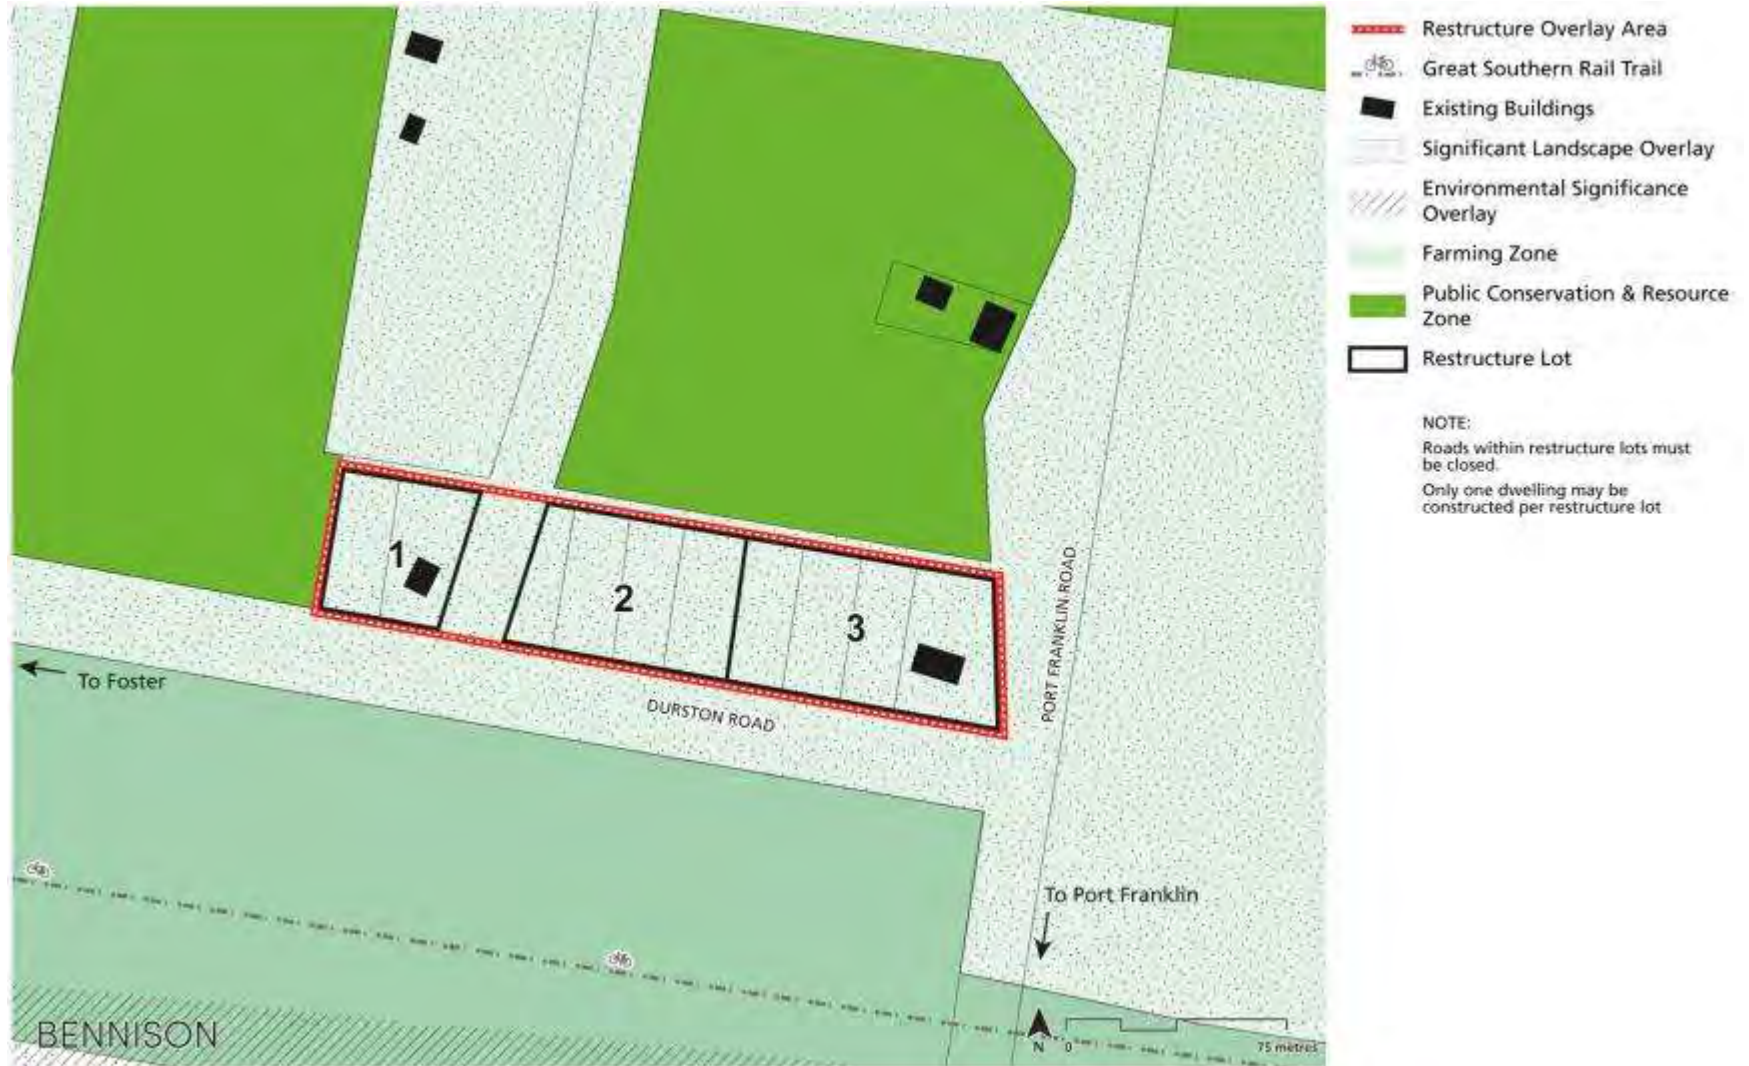 Restructure Overlay Area
Great Southern Rail Trail
Existing Buildings
Significant Landscape Overlay
Environmental Significance
Overlay
Farming Zone
Public Conservation & Resource
Zone
Restructure Lot
NOTE:
Roads within restructure lots must
be closed.
Only one dwelling may be
constructed per restructure lot
1
2
3
PORT FRANKLIN ROAD
To Foster
DURSTON ROAD
To Port Franklin
BENNISON
N 0 75 metres